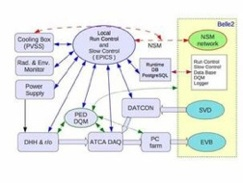 Belle2
Cooling Box
(PVSS)
Local
Run Control
and
Slow Control
(EPICS)
NSM
NSM
network
Rad. & Env.
Monitor
Runtime
DB
PostgreSQL
Run Control
Slow Control
Data Base
DQM
Logger
Power
Supply
PED
DQM
DATCON
SVD
DHH & r/o
ATCA DAQ
PC
farm
EVB